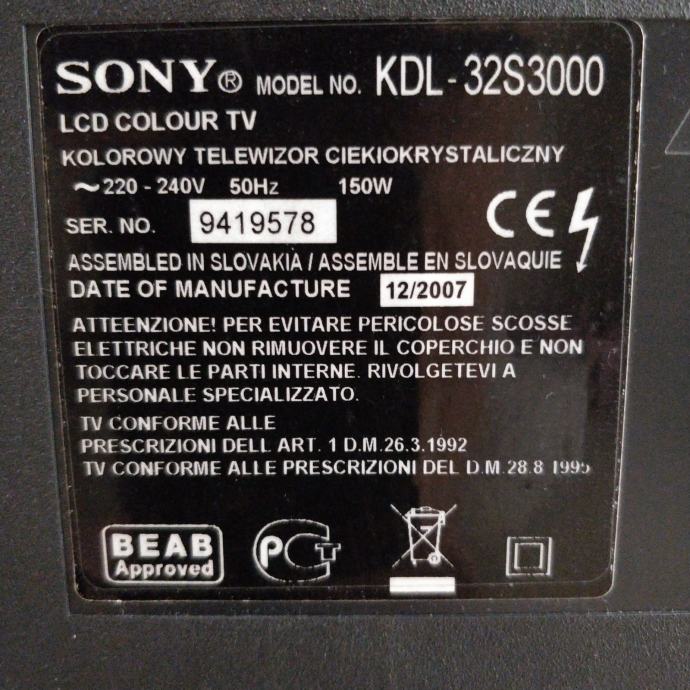 SONY® MODEL NO. KDL-32S3000
LCD COLOUR TV
KOLOROWY TELEWIZOR CIEKIOKRYSTALICZNY
~220 - 240V 50Hz 150W
SER. NO. 9419578
CE
ASSEMBLED IN SLOVAKIA / ASSEMBLE EN SLOVAQUIE
DATE OF MANUFACTURE 12/2007
ATTEENZIONE! PER EVITARE PERICOLOSE SCOSSE
ELETTRICHE NON RIMUOVERE IL COPERCHIO E NON
TOCCARE LE PARTI INTERNE. RIVOLGETEVI A
PERSONALE SPECIALIZZATO.
TV CONFORME ALLE
PRESCRIZIONI DELL ART. 1 D.M.26.3.1992
TV CONFORME ALLE PRESCRIZIONI DEL D.M.28.8 1995
BEAB
Approved
PCT